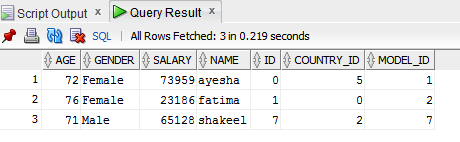 Script Output Query Result
SQL All Rows Fetched: 3 in 0.219 seconds
AGE GENDER SALARY NAME ID COUNTRY_ID MODEL_ID
1 72 Female 73959 ayesha 0 5 1
2 76 Female 23186 fatima 1 0 2
3 71 Male 65128 shakeel 7 2 7